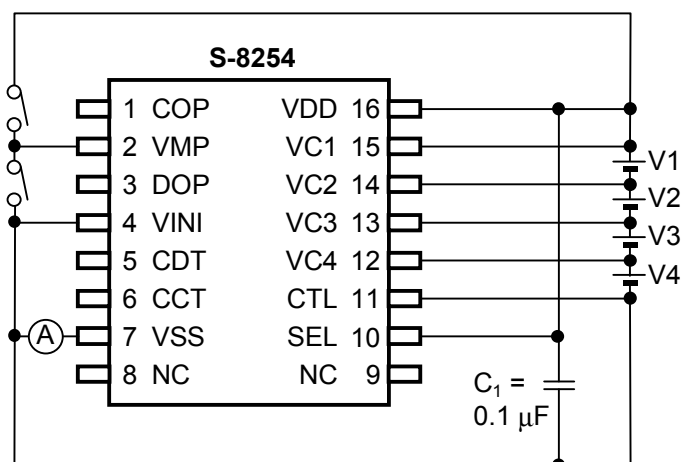 S-8254
1 COP VDD 16
2 VMP VC1 15
3 DOP VC2 14
4 VINI VC3 13
5 CDT VC4 12
6 CCT CTL 11
7 VSS SEL 10
8 NC NC 9
A
V1
V2
V3
V4
C₁ =
0.1 μF